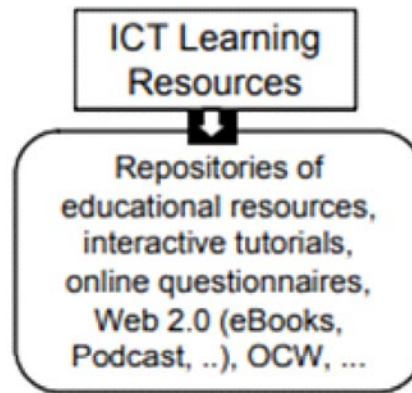 ICT Learning
Resources
Repositories of
educational resources,
interactive tutorials,
online questionnaires,
Web 2.0 (eBooks,
Podcast, ..), OCW, ...